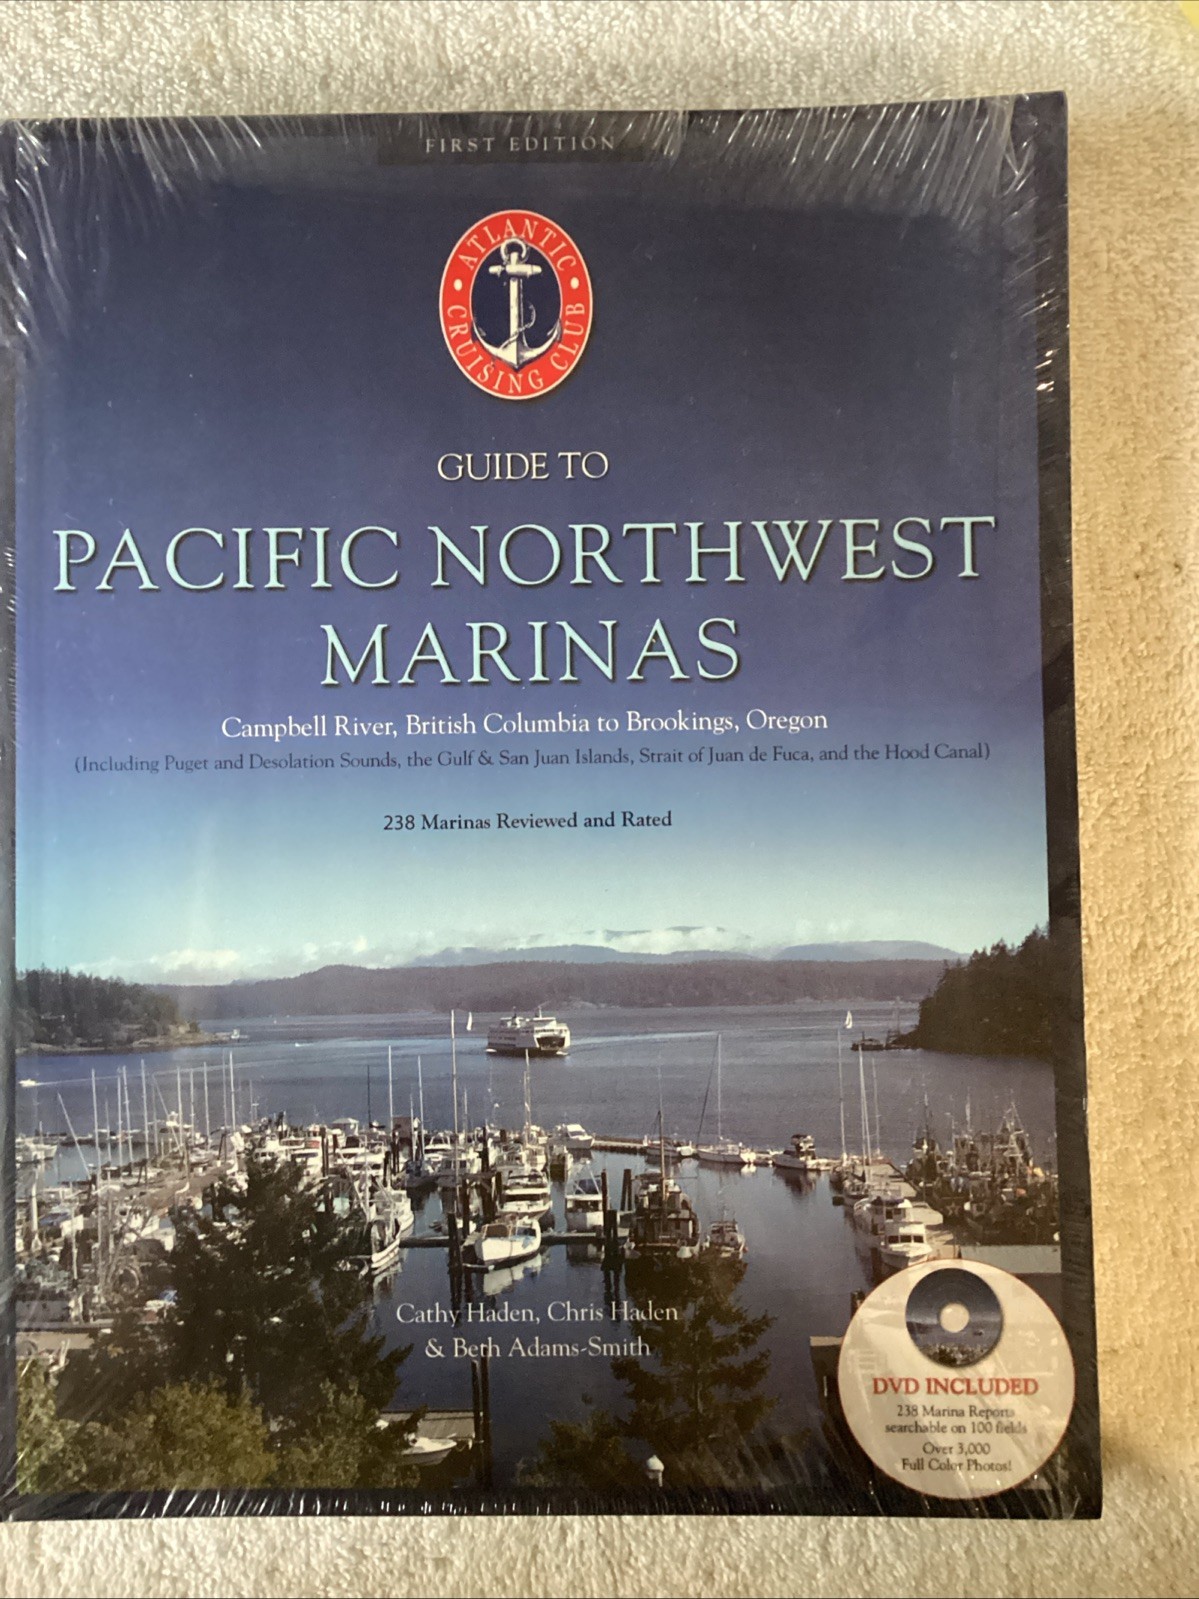 FIRST EDITION
ATLANTIC
CRUISING CLUB
GUIDE TO
PACIFIC NORTHWEST
MARINAS
Campbell River, British Columbia to Brookings, Oregon
(Including Puget and Desolation Sounds, the Gulf & San Juan Islands, Strait of Juan de Fuca, and the Hood Canal)
238 Marinas Reviewed and Rated
Cathy Haden, Chris Haden
& Beth Adams-Smith
DVD INCLUDED
238 Marina Reports
searchable on 100 fields
Over 3,000
Full Color Photos!